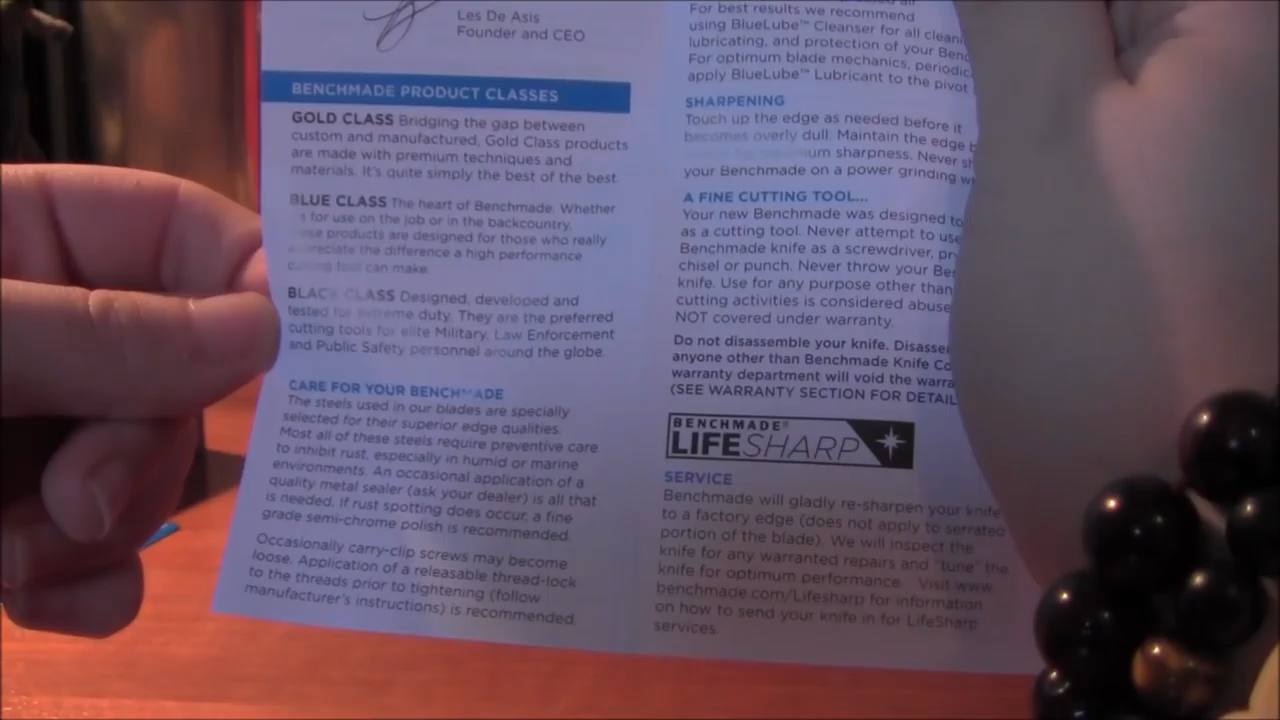 Les De Asis
Founder and CEO
BENCHMADE PRODUCT CLASSES
GOLD CLASS Bridging the gap between
custom and manufactured, Gold Class products
are made with premium techniques and
materials. It's quite simply the best of the best.
BLUE CLASS The heart of Benchmade. Whether
for use on the job or in the backcountry,
products are designed for those who really
appreciate the difference a high performance
cutting tool can make.
BLACK CLASS Designed, developed and
tested for extreme duty. They are the preferred
cutting tools for elite Military, Law Enforcement
and Public Safety personnel around the globe.
CARE FOR YOUR BENCHMADE
The steels used in our blades are specially
selected for their superior edge qualities.
Most all of these steels require preventive care
to inhibit rust, especially in humid or marine
environments. An occasional application of a
quality metal sealer (ask your dealer) is all that
is needed. If rust spotting does occur, a fine
grade semi-chrome polish is recommended.
Occasionally carry-clip screws may become
loose. Application of a releasable thread-lock
to the threads prior to tightening (follow
manufacturer's instructions) is recommended.
For best results we recommend
using BlueLube™ Cleanser for all
lubricating, and protection of your
For optimum blade mechanics,
apply BlueLube™ Lubricant to the pivot
SHARPENING
Touch up the edge as needed before it
becomes overly dull. Maintain the edge
sharpness. Never
your Benchmade on a power grinding
A FINE CUTTING TOOL...
Your new Benchmade was designed to
as a cutting tool. Never attempt to use
Benchmade knife as a screwdriver,
chisel or punch. Never throw your
knife. Use for any purpose other than
cutting activities is considered abuse
NOT covered under warranty.
Do not disassemble your knife.
anyone other than Benchmade Knife
warranty department will void the
(SEE WARRANTY SECTION FOR
BENCHMADE®
LIFESHARP
SERVICE
Benchmade will gladly re-sharpen your knife
to a factory edge (does not apply to serrated
portion of the blade). We will inspect the
knife for any warranted repairs and "tune" the
knife for optimum performance. Visit www.
benchmade.com/Lifesharp for information
on how to send your knife in for LifeSharp
services.